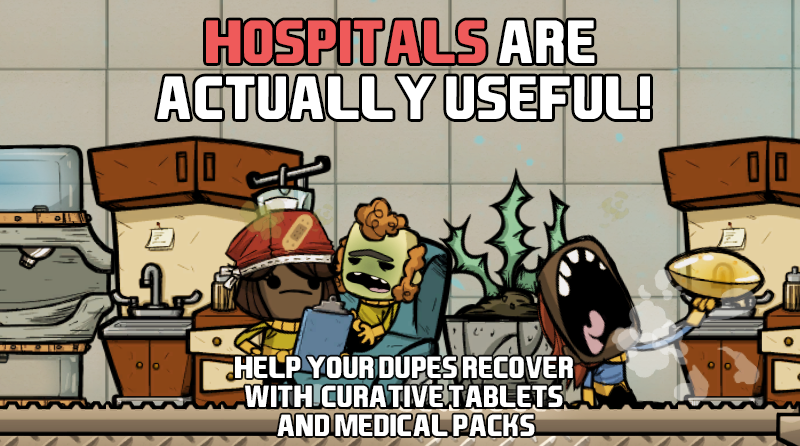 HOSPITALS ARE
ACTUALLY USEFUL!
HELP YOUR DUPES RECOVER
WITH CURATIVE TABLETS
AND MEDICAL PACKS